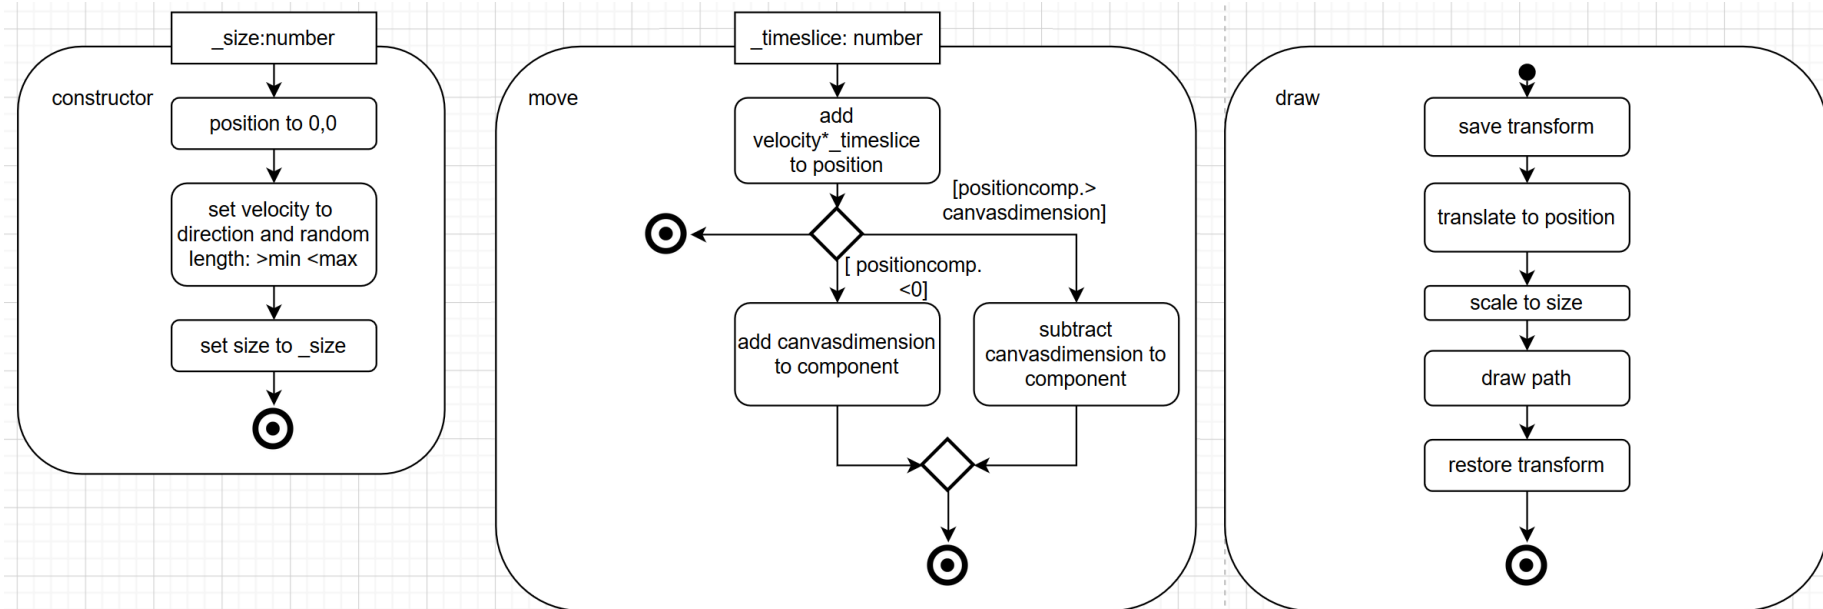 _size:number
constructor
position to 0,0
set velocity to
direction and random
length: >min <max
set size to _size
_timeslice: number
move
add
velocity*_timeslice
to position
[positioncomp.>
canvasdimension]
[ positioncomp.
<0]
add canvasdimension
to component
subtract
canvasdimension to
component
draw
save transform
translate to position
scale to size
draw path
restore transform